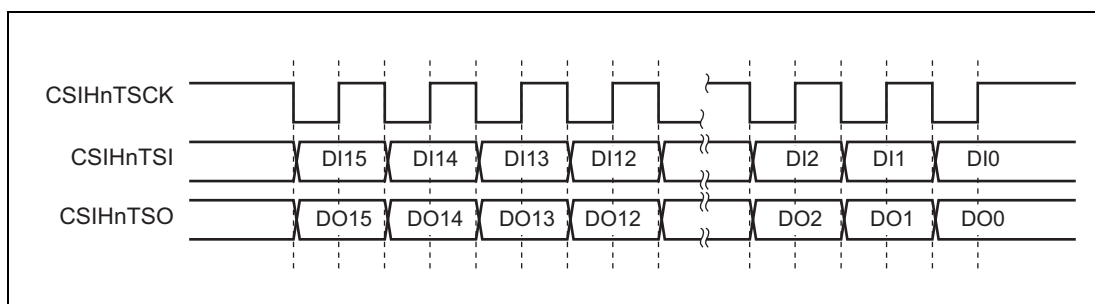 CSIHnTSCK
CSIHnTSI DI15 DI14 DI13 DI12 DI2 DI1 DI0
CSIHnTSO DO15 DO14 DO13 DO12 DO2 DO1 DO0